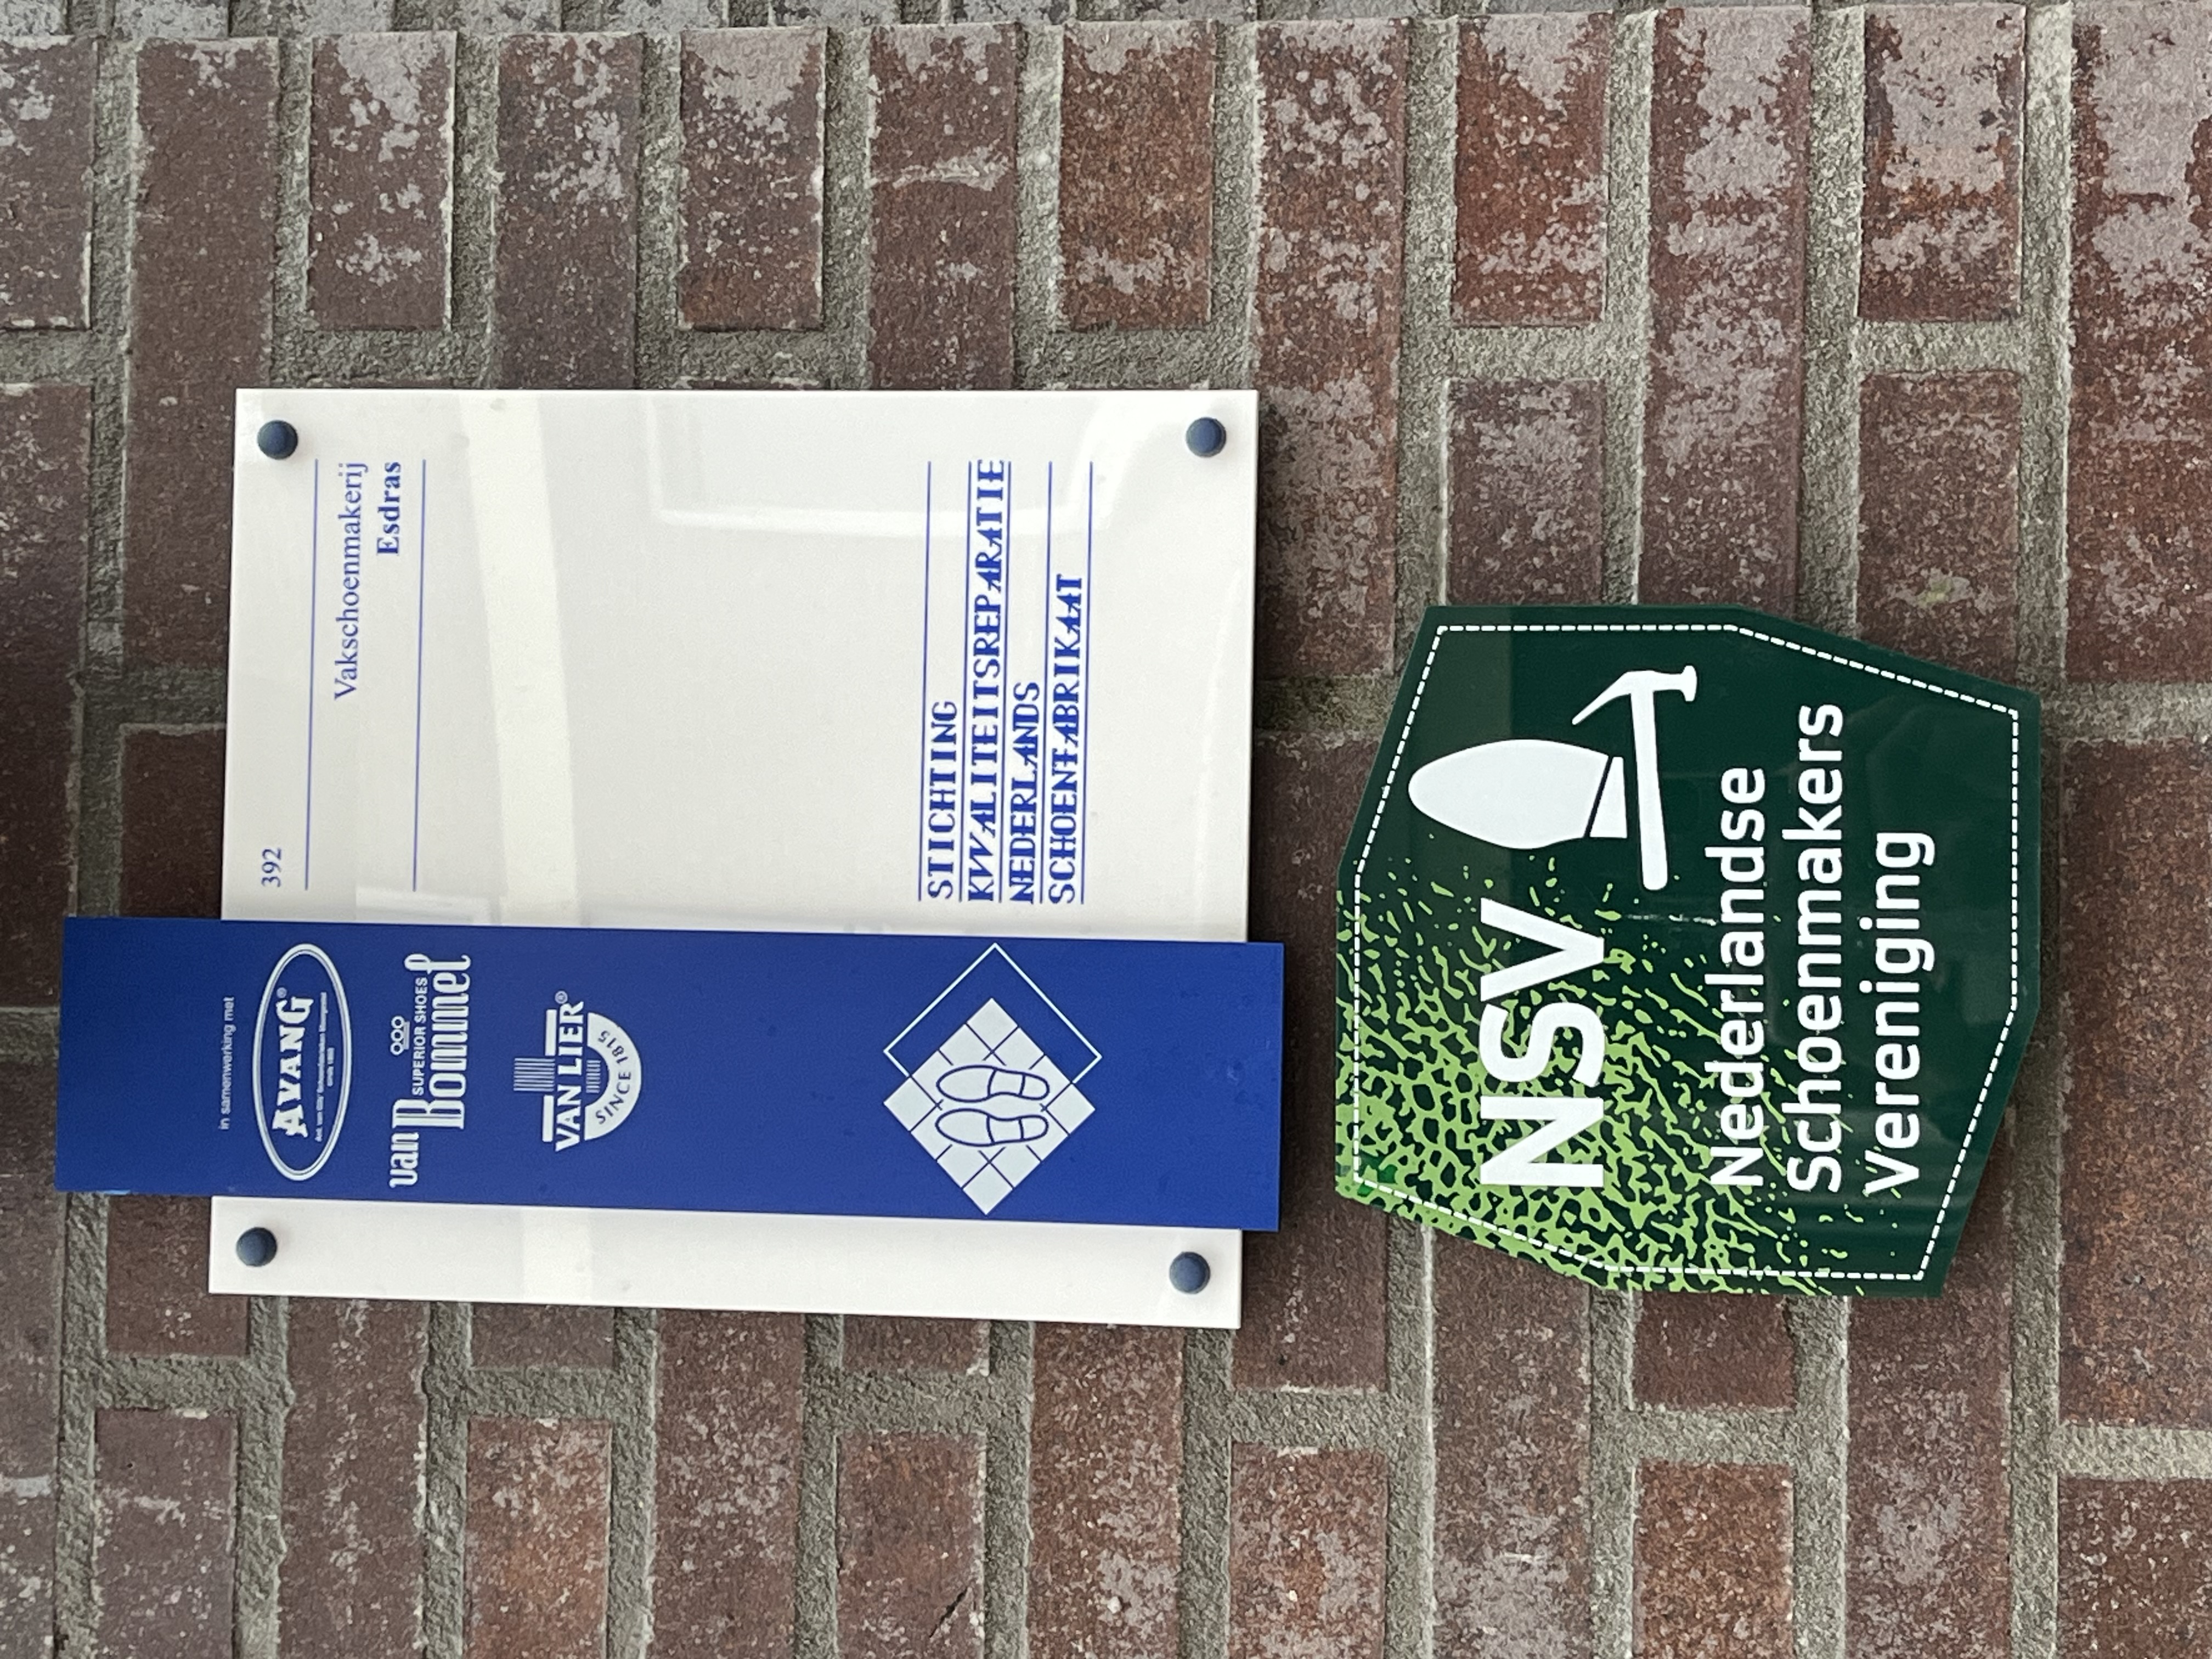 in samenwerking met
AVANG®
van Bommel
SUPERIOR SHOES
VAN LIER®
SINCE 1815
392
Vakschoenmakerij
Esdras
STICHTING
KWALITEITSREPARATIE
NEDERLANDS
SCHOENFABRIKAAT
NSV
Nederlandse
Schoenmakers
Vereniging